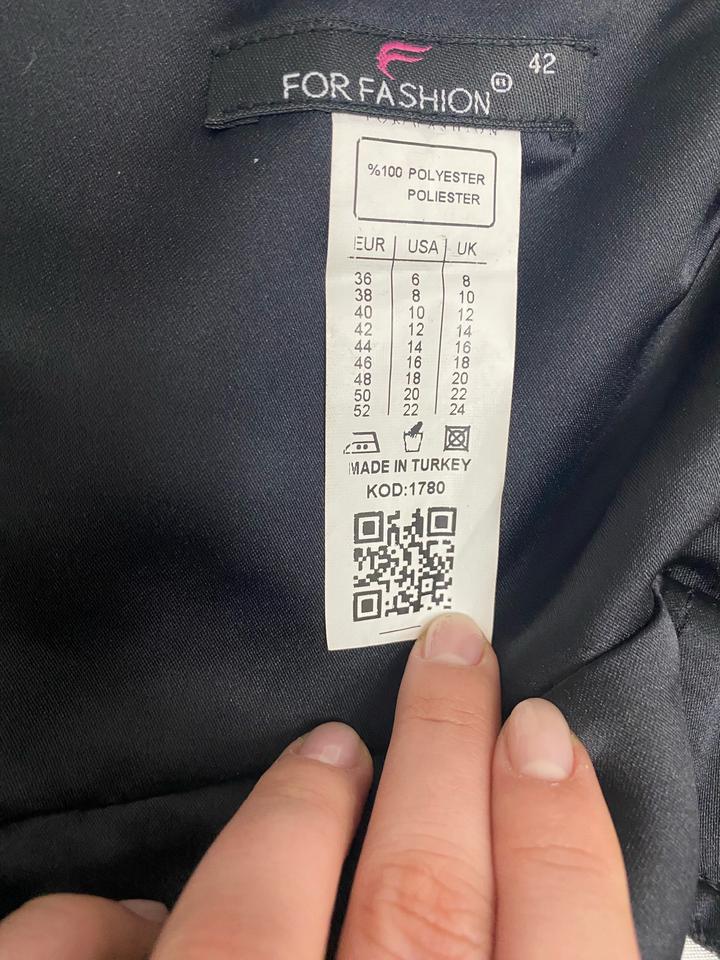 42
FOR FASHION®
FOR FASHION
%100 POLYESTER
POLIESTER
EUR USA UK
36 6 8
38 8 10
40 10 12
42 12 14
44 14 16
46 16 18
48 18 20
50 20 22
52 22 24
MADE IN TURKEY
KOD:1780